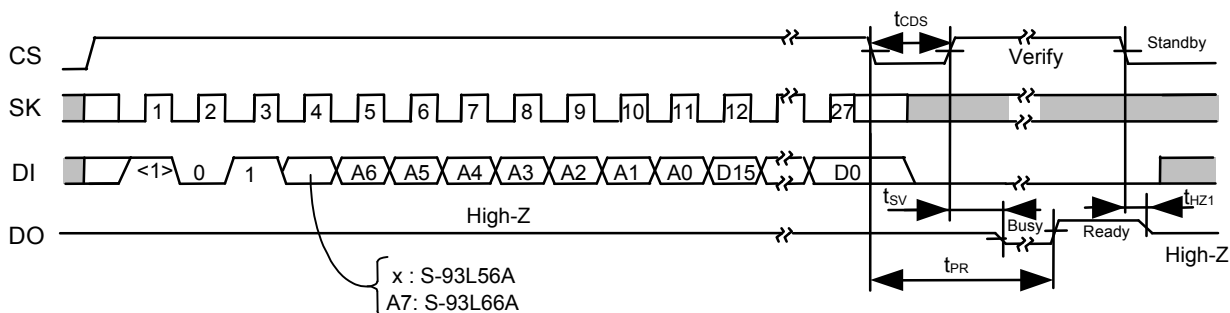 tCDS
CS Verify Standby
SK 1 2 3 4 5 6 7 8 9 10 11 12 27
DI <1> 0 1 A6 A5 A4 A3 A2 A1 A0 D15 D0
tSV tHZ1
High-Z Busy Ready
DO High-Z
tPR
x : S-93L56A
A7: S-93L66A